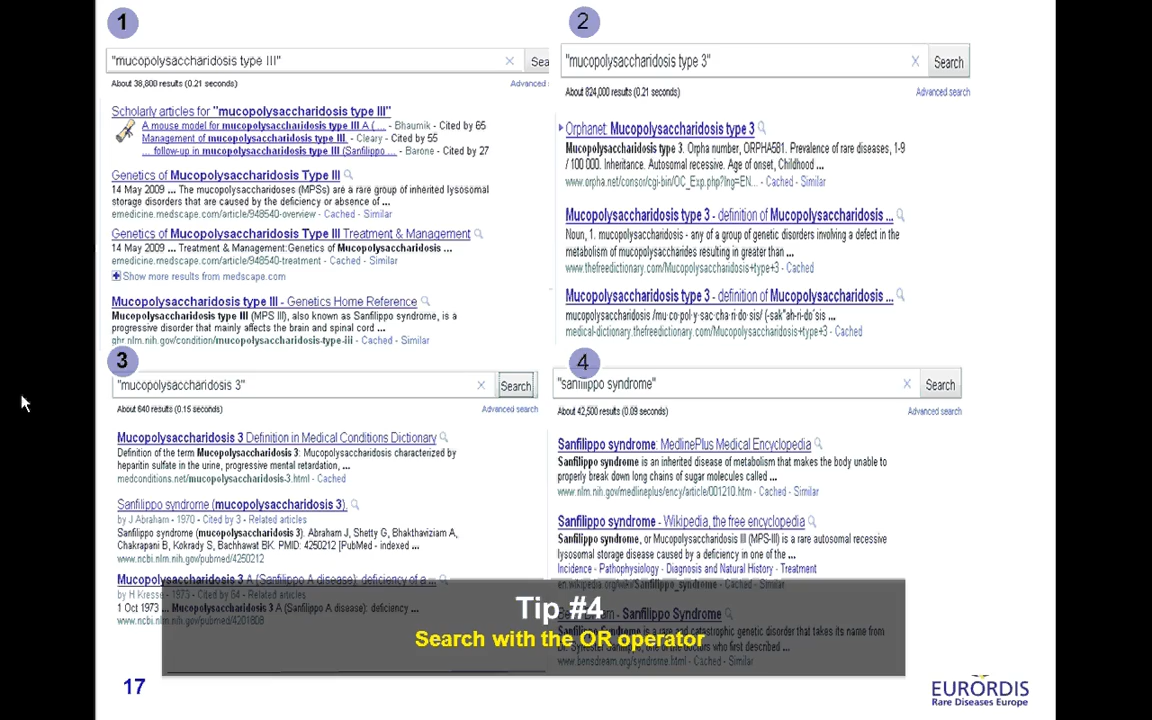 1
"mucopolysaccharidosis type III"
Sea
About 38,800 results (0.21 seconds)
Advanced
Scholarly articles for "mucopolysaccharidosis type III"
A mouse model for mucopolysaccharidosis type III A ( ... - Bhaumik - Cited by 65
Management of mucopolysaccharidosis type III. - Cleary - Cited by 55
... follow-up in mucopolysaccharidosis type III (Sanfilippo ... - Barone - Cited by 27
Genetics of Mucopolysaccharidosis Type III
14 May 2009 ... The mucopolysaccharidoses (MPSs) are a rare group of inherited lysosomal
storage disorders that are caused by the deficiency or absence of ...
emedicine.medscape.com/article/948540-overview - Cached - Similar
Genetics of Mucopolysaccharidosis Type III Treatment & Management
14 May 2009 ... Treatment & Management:Genetics of Mucopolysaccharidosis ...
emedicine.medscape.com/article/948540-treatment - Cached - Similar
Show more results from medscape.com
Mucopolysaccharidosis type III - Genetics Home Reference
Mucopolysaccharidosis type III (MPS III), also known as Sanfilippo syndrome, is a
progressive disorder that mainly affects the brain and spinal cord ...
ghr.nlm.nih.gov/condition/mucopolysaccharidosis-type-iii - Cached - Similar
2
"mucopolysaccharidosis type 3"
Search
About 824,000 results (0.21 seconds)
Advanced search
Orphanet: Mucopolysaccharidosis type 3
Mucopolysaccharidosis type 3. Orpha number, ORPHA581. Prevalence of rare diseases, 1-9
/ 100 000. Inheritance. Autosomal recessive. Age of onset, Childhood ...
www.orpha.net/consor/cgi-bin/OC_Exp.php?lng=EN... - Cached - Similar
Mucopolysaccharidosis type 3 - definition of Mucopolysaccharidosis ...
Noun, 1. mucopolysaccharidosis - any of a group of genetic disorders involving a defect in the
metabolism of mucopolysaccharides resulting in greater than ...
www.thefreedictionary.com/Mucopolysaccharidosis+type+3 - Cached
Mucopolysaccharidosis type 3 - definition of Mucopolysaccharidosis ...
mucopolysaccharidosis /mu·co·pol·y·sac·cha·ri·do·sis/ (-sak″ah-ri-do´sis ...
medical-dictionary.thefreedictionary.com/Mucopolysaccharidosis+type+3 - Cached
3
"mucopolysaccharidosis 3"
Search
About 640 results (0.15 seconds)
Advanced search
Mucopolysaccharidosis 3 Definition in Medical Conditions Dictionary
Definition of the term Mucopolysaccharidosis 3: Mucopolysaccharidosis characterized by
heparitin sulfate in the urine, progressive mental retardation, ...
medconditions.net/mucopolysaccharidosis-3.html - Cached
Sanfilippo syndrome (mucopolysaccharidosis 3).
by J Abraham - 1970 - Cited by 3 - Related articles
Sanfilippo syndrome (mucopolysaccharidosis 3). Abraham J, Shetty G, Bhakthaviziam A,
Chakrapani B, Kokrady S, Bachhawat BK. PMID: 4250212 [PubMed - indexed ...
www.ncbi.nlm.nih.gov/pubmed/4250212
Mucopolysaccharidosis 3 A (Sanfilippo A disease): deficiency of a ...
by H Kresse - 1973 - Cited by 64 - Related articles
1 Oct 1973 ... Mucopolysaccharidosis 3 A (Sanfilippo A disease): deficiency ...
www.ncbi.nlm.nih.gov/pubmed/4201808
4
"sanfilippo syndrome"
Search
About 42,500 results (0.09 seconds)
Advanced search
Sanfilippo syndrome: MedlinePlus Medical Encyclopedia
Sanfilippo syndrome is an inherited disease of metabolism that makes the body unable to
properly break down long chains of sugar molecules called ...
www.nlm.nih.gov/medlineplus/ency/article/001210.htm - Cached - Similar
Sanfilippo syndrome - Wikipedia, the free encyclopedia
Sanfilippo syndrome, or Mucopolysaccharidosis III (MPS-III) is a rare autosomal recessive
lysosomal storage disease caused by a deficiency in one of the ...
Incidence - Pathophysiology - Diagnosis and Natural History - Treatment
en.wikipedia.org/wiki/Sanfilippo_syndrome - Cached - Similar
- Sanfilippo Syndrome
Sanfilippo Syndrome is a rare and catastrophic genetic disorder that takes its name from
Dr. Sylvester Sanfilippo, one of the doctors who first described ...
www.bensdream.org/syndrome.html - Cached - Similar
Tip #4
Search with the OR operator
17
EURORDIS
Rare Diseases Europe